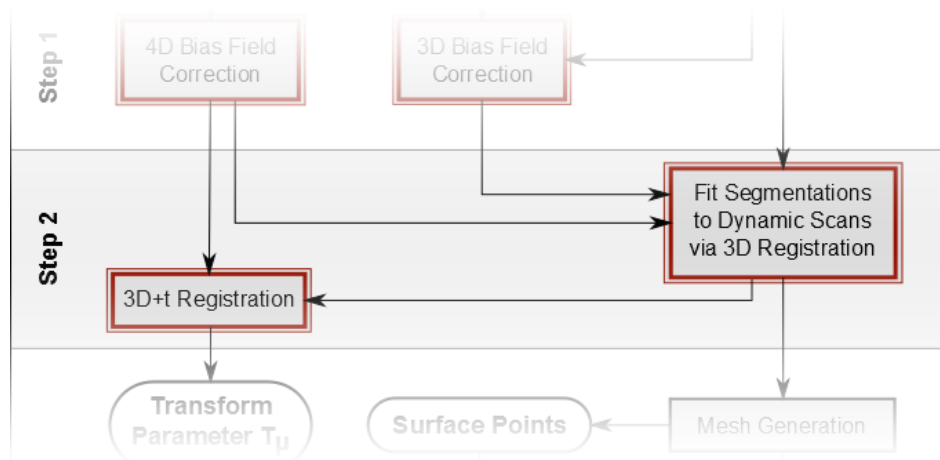 Step 1
4D Bias Field
Correction
3D Bias Field
Correction
Step 2
Fit Segmentations
to Dynamic Scans
via 3D Registration
3D+t Registration
Transform
Parameter Tμ
Surface Points
Mesh Generation